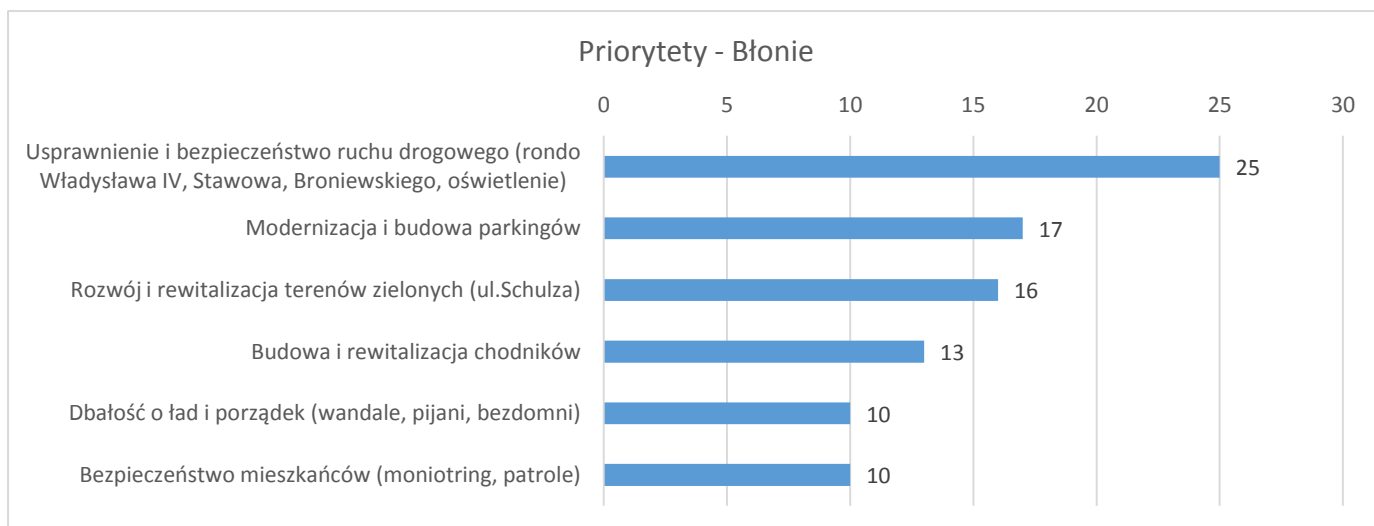 Priorytety - Błonie
0 5 10 15 20 25 30
Usprawnienie i bezpieczeństwo ruchu drogowego (rondo
Władysława IV, Stawowa, Broniewskiego, oświetlenie)
25
Modernizacja i budowa parkingów
17
Rozwój i rewitalizacja terenów zielonych (ul.Schulza)
16
Budowa i rewitalizacja chodników
13
Dbałość o ład i porządek (wandale, pijani, bezdomni)
10
Bezpieczeństwo mieszkańców (moniotring, patrole)
10